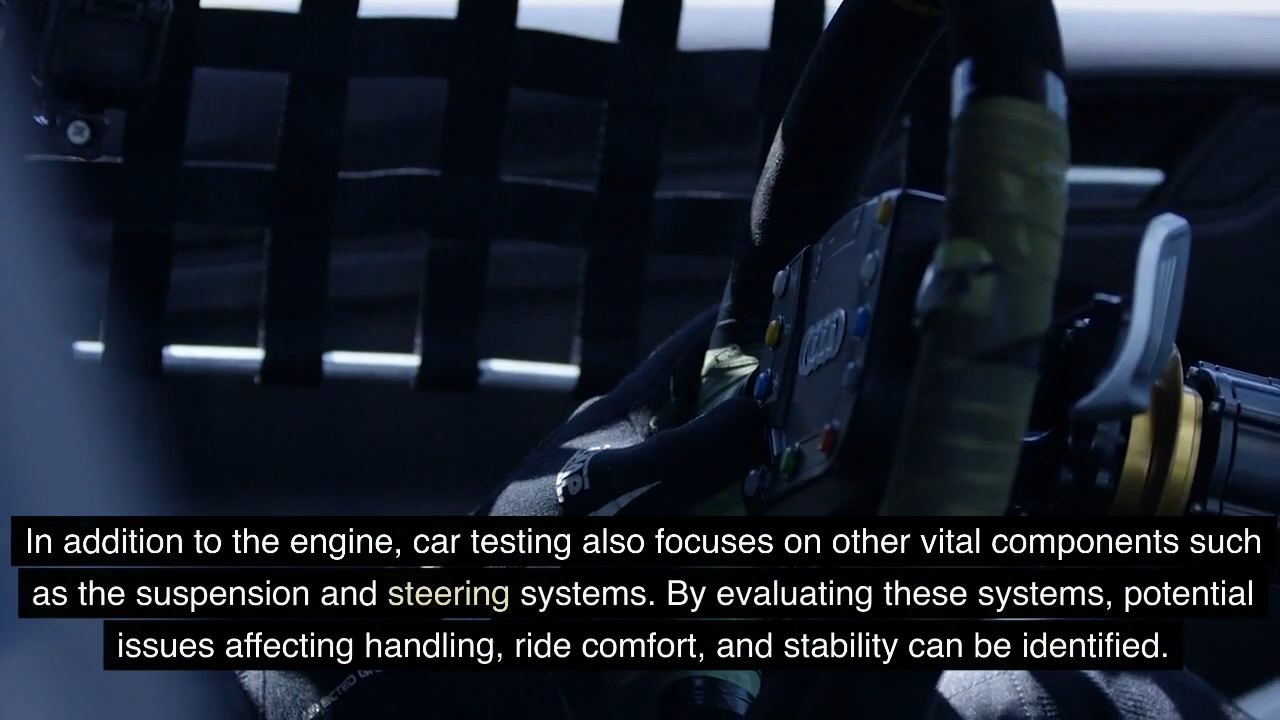 In addition to the engine, car testing also focuses on other vital components such
as the suspension and steering systems. By evaluating these systems, potential
issues affecting handling, ride comfort, and stability can be identified.